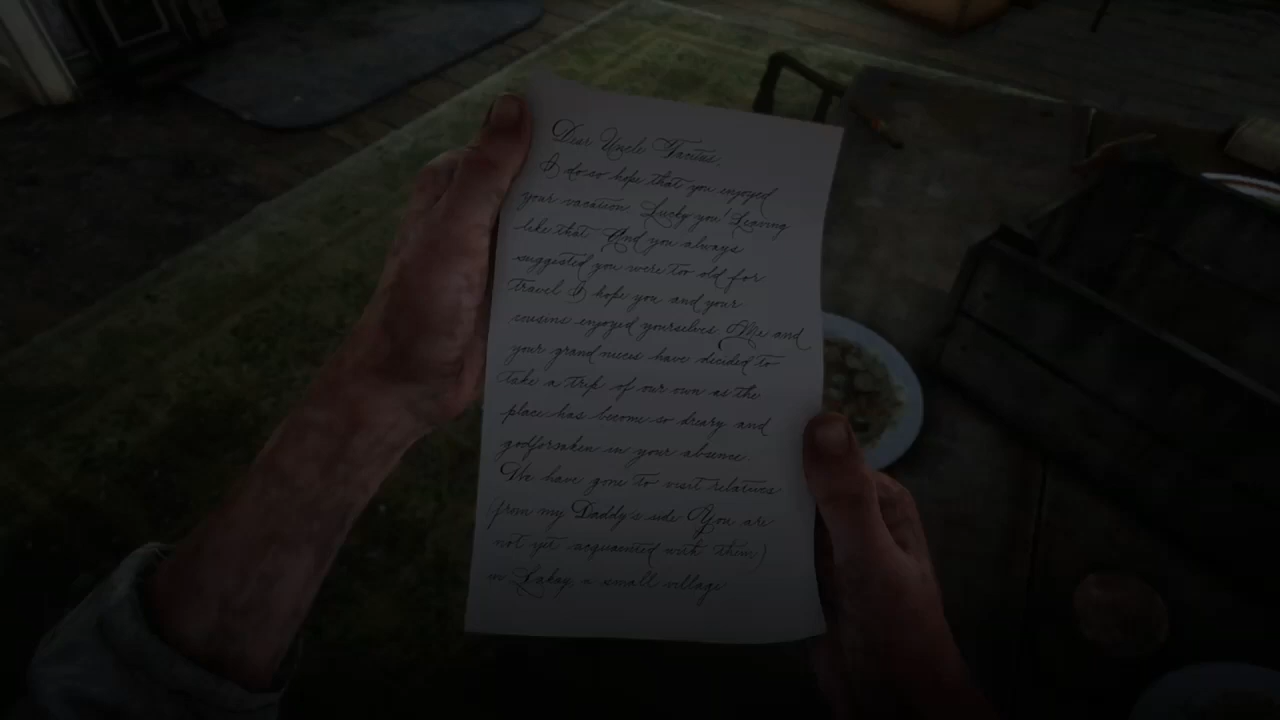 Dear Uncle Tacitus,
I do so hope that you enjoyed
your vacation. Lucky you! Leaving
like that. And you always
suggested you were too old for
travel. I hope you and your
cousins enjoyed yourselves. Me and
your grand nieces have decided to
take a trip of our own as the
place has become so dreary and
godforsaken in your absence.
We have gone to visit relatives
from my Daddy's side (You are
not yet acquainted with them)
in Lakay, a small village